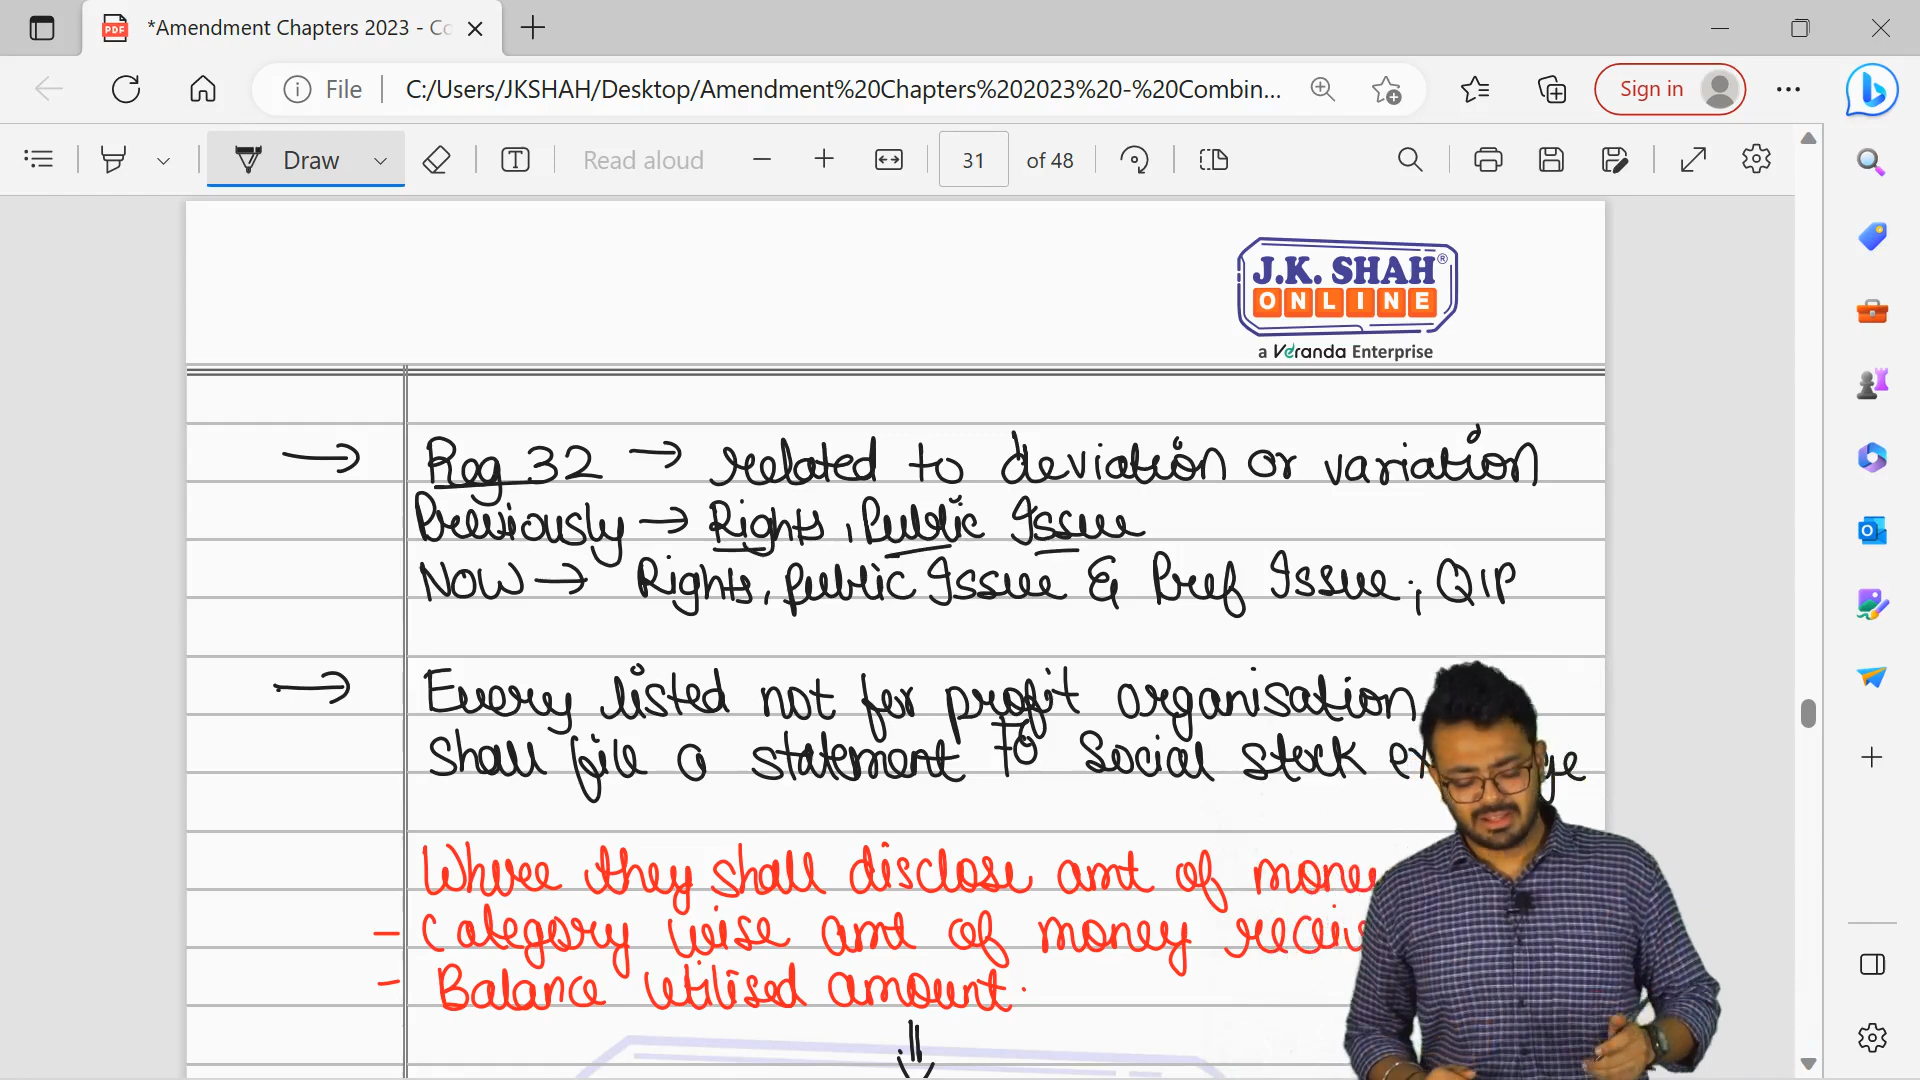 *Amendment Chapters 2023 - Co
File
C:/Users/JKSHAH/Desktop/Amendment%20Chapters%202023%20-%20Combin...
Sign in
Draw
Read aloud
31
of 48
J.K. SHAH®
ONLINE
a Veranda Enterprise
→ Reg 32 → related to deviation or variation
Previously → Rights, Public Issue
Now → Rights, Public Issue & Pref Issue, QIP
→ Every listed not for profit organisation
shall file a statement to Social stock
Where they shall disclose amt of money
- Category wise amt of money
- Balance utilised amount.